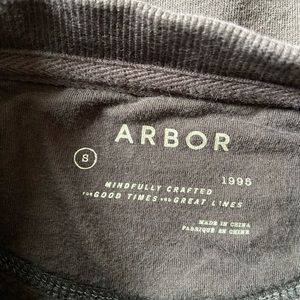 ARBOR
S
1995
MINDFULLY CRAFTED
FOR GOOD TIMES AND GREAT LINES
MADE IN CHINA
FABRIQUÉ EN CHINE